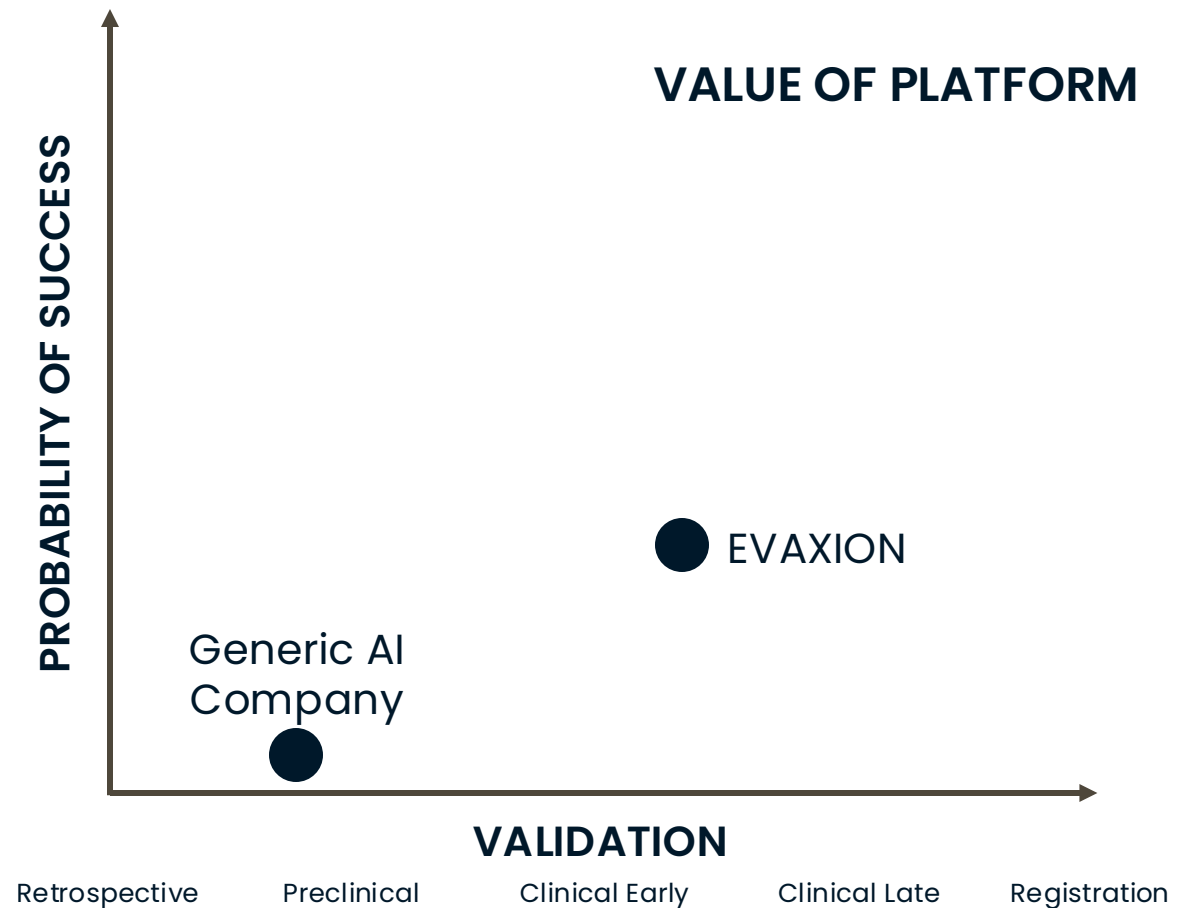 VALUE OF PLATFORM
PROBABILITY OF SUCCESS
EVAXION
Generic AI
Company
VALIDATION
Retrospective Preclinical Clinical Early Clinical Late Registration